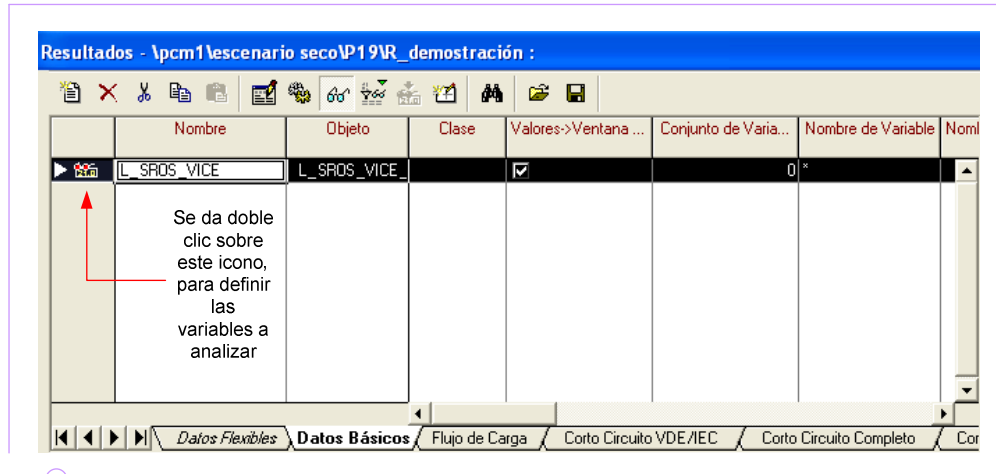 Resultados - \pcm1\escenario seco\P19\R_demostración :
Nombre Objeto Clase Valores->Ventana ... Conjunto de Varia... Nombre de Variable Noml
L_SROS_VICE L_SROS_VICE_ 0 *
Se da doble
clic sobre
este icono,
para definir
las
variables a
analizar
Datos Flexibles Datos Básicos Flujo de Carga Corto Circuito VDE/IEC Corto Circuito Completo Cor